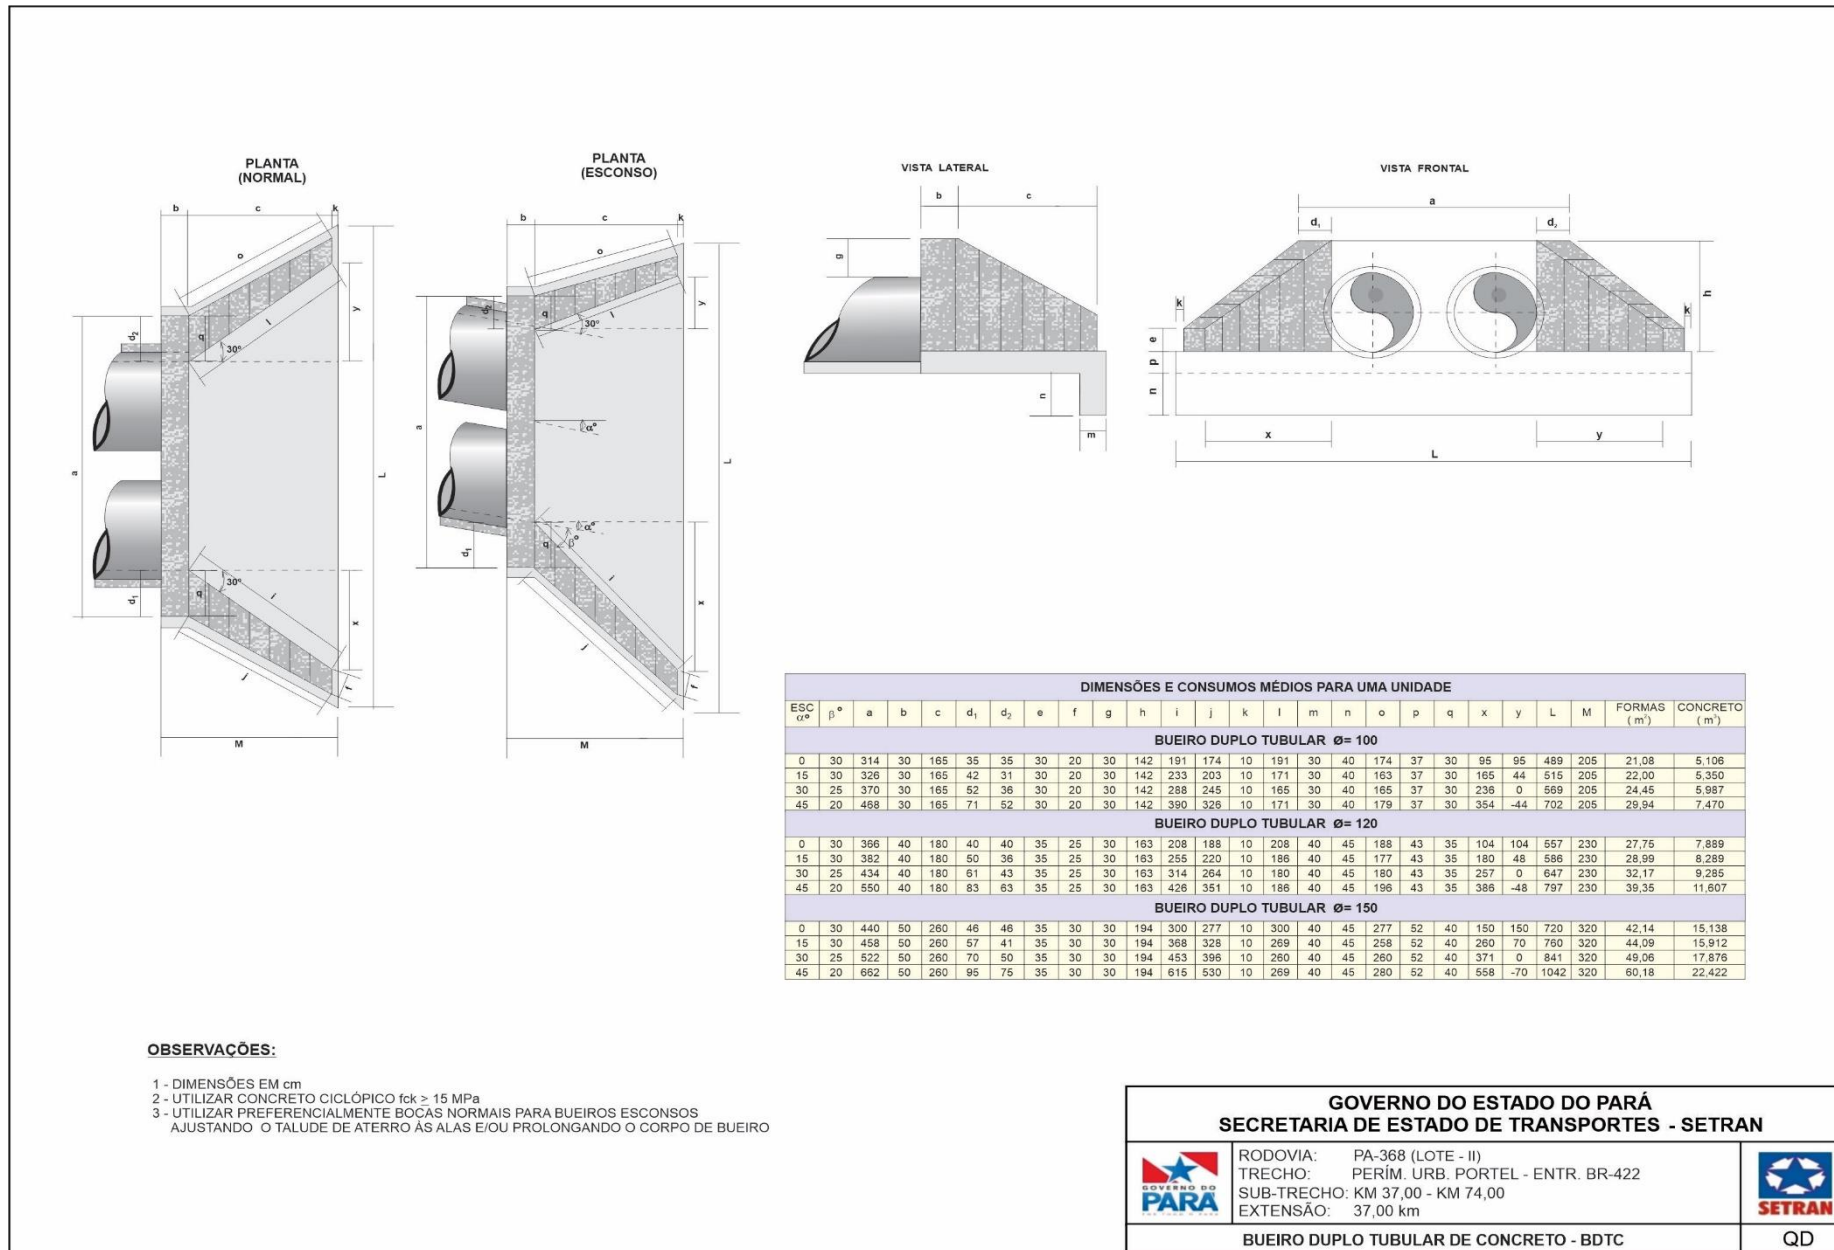 PLANTA
(NORMAL)
b c k
o
d₂
q
30º
l
y
a
L
30º
q
i
d₁
x
j
f
M
PLANTA
(ESCONSO)
b c k
o
d₂
q
30º
l
y
a
αº
L
αº
βº
q
d₁
i
x
j
f
M
VISTA LATERAL
b c
g
n
m
VISTA FRONTAL
a
d₁ d₂
k k
h
e
p
n
x y
L
DIMENSÕES E CONSUMOS MÉDIOS PARA UMA UNIDADE
ESC αº βº a b c d₁ d₂ e f g h i j k l m n o p q x y L M FORMAS (m²) CONCRETO (m³)
BUEIRO DUPLO TUBULAR Ø= 100
0 30 314 30 165 35 35 30 20 30 142 191 174 10 191 30 40 174 37 30 95 95 489 205 21,08 5,106
15 30 326 30 165 42 31 30 20 30 142 233 203 10 171 30 40 163 37 30 165 44 515 205 22,00 5,350
30 25 370 30 165 52 36 30 20 30 142 288 245 10 165 30 40 165 37 30 236 0 569 205 24,45 5,987
45 20 468 30 165 71 52 30 20 30 142 390 326 10 171 30 40 179 37 30 354 -44 702 205 29,94 7,470
BUEIRO DUPLO TUBULAR Ø= 120
0 30 366 40 180 40 40 35 25 30 163 208 188 10 208 40 45 188 43 35 104 104 557 230 27,75 7,889
15 30 382 40 180 50 36 35 25 30 163 255 220 10 186 40 45 177 43 35 180 48 586 230 28,99 8,289
30 25 434 40 180 61 43 35 25 30 163 314 264 10 180 40 45 180 43 35 257 0 647 230 32,17 9,285
45 20 550 40 180 83 63 35 25 30 163 426 351 10 186 40 45 196 43 35 386 -48 797 230 39,35 11,607
BUEIRO DUPLO TUBULAR Ø= 150
0 30 440 50 260 46 46 35 30 30 194 300 277 10 300 40 45 277 52 40 150 150 720 320 42,14 15,138
15 30 458 50 260 57 41 35 30 30 194 368 328 10 269 40 45 258 52 40 260 70 760 320 44,09 15,912
30 25 522 50 260 70 50 35 30 30 194 453 396 10 260 40 45 260 52 40 371 0 841 320 49,06 17,876
45 20 662 50 260 95 75 35 30 30 194 615 530 10 269 40 45 280 52 40 558 -70 1042 320 60,18 22,422
OBSERVAÇÕES:
1 - DIMENSÕES EM cm
2 - UTILIZAR CONCRETO CICLÓPICO fck ≥ 15 MPa
3 - UTILIZAR PREFERENCIALMENTE BOCAS NORMAIS PARA BUEIROS ESCONSOS
AJUSTANDO O TALUDE DE ATERRO ÀS ALAS E/OU PROLONGANDO O CORPO DE BUEIRO
GOVERNO DO ESTADO DO PARÁ
SECRETARIA DE ESTADO DE TRANSPORTES - SETRAN
GOVERNO DO
PARÁ
RODOVIA: PA-368 (LOTE - II)
TRECHO: PERÍM. URB. PORTEL - ENTR. BR-422
SUB-TRECHO: KM 37,00 - KM 74,00
EXTENSÃO: 37,00 km
SETRAN
BUEIRO DUPLO TUBULAR DE CONCRETO - BDTC
QD